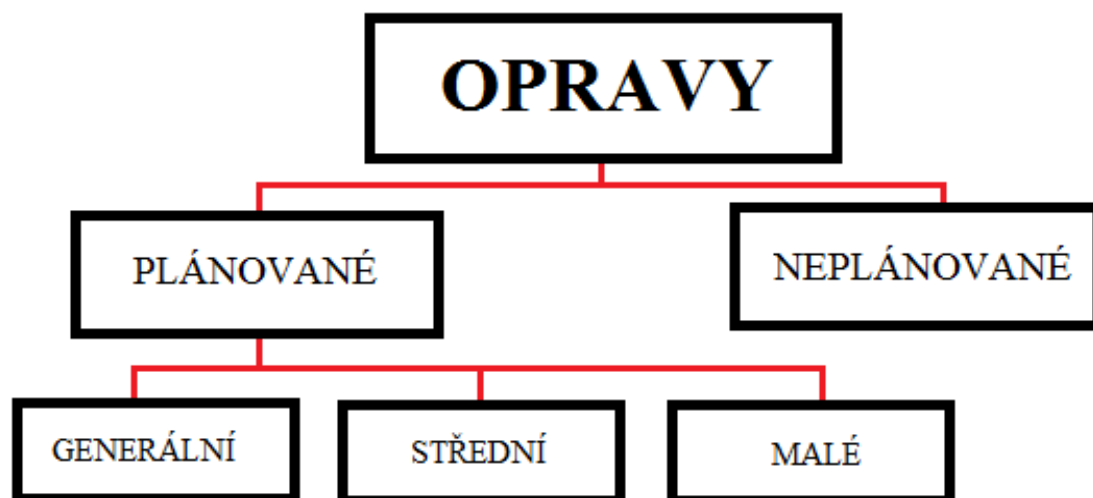 OPRAVY
PLÁNOVANÉ
NEPLÁNOVANÉ
GENERÁLNÍ
STŘEDNÍ
MALÉ